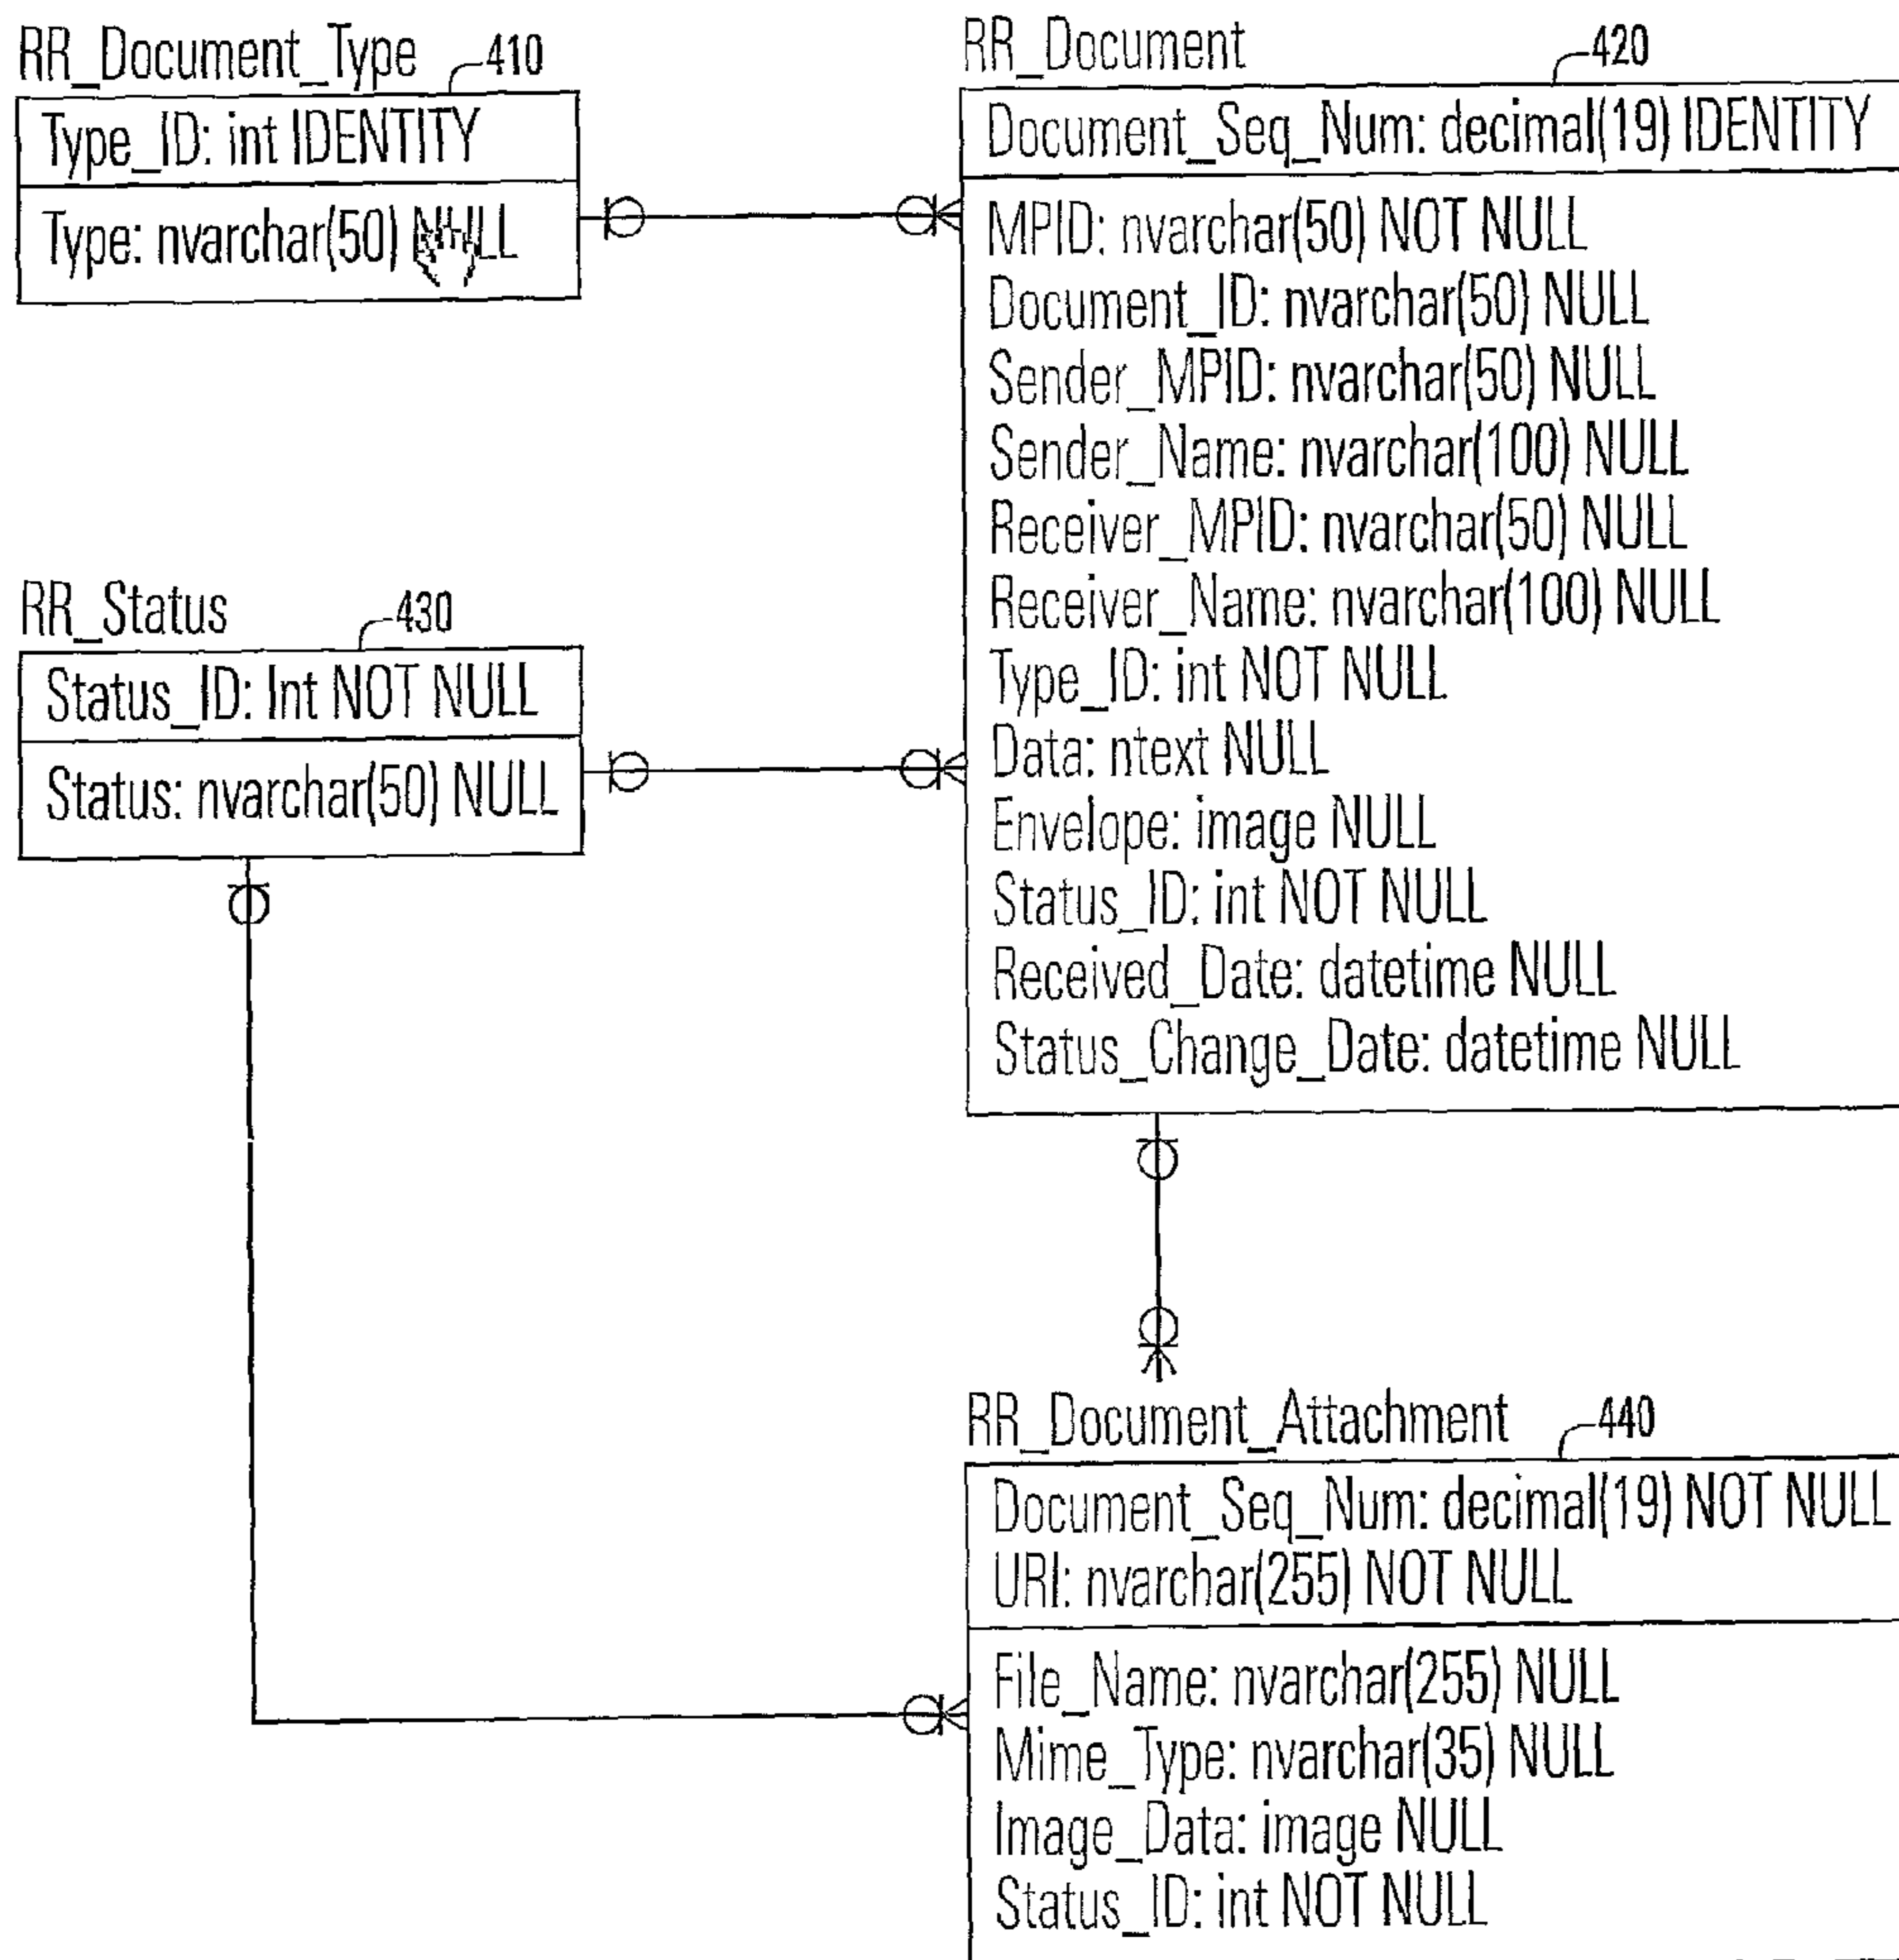 RR_Document_Type
410
Type_ID: int IDENTITY
Type: nvarchar(50) NULL
RR_Document
420
Document_Seq_Num: decimal(19) IDENTITY
MPID: nvarchar(50) NOT NULL
Document_ID: nvarchar(50) NULL
Sender_MPID: nvarchar(50) NULL
Sender_Name: nvarchar(100) NULL
Receiver_MPID: nvarchar(50) NULL
Receiver_Name: nvarchar(100) NULL
Type_ID: int NOT NULL
Data: ntext NULL
Envelope: image NULL
Status_ID: int NOT NULL
Received_Date: datetime NULL
Status_Change_Date: datetime NULL
RR_Status
430
Status_ID: Int NOT NULL
Status: nvarchar(50) NULL
RR_Document_Attachment
440
Document_Seq_Num: decimal(19) NOT NULL
URI: nvarchar(255) NOT NULL
File_Name: nvarchar(255) NULL
Mime_Type: nvarchar(35) NULL
Image_Data: image NULL
Status_ID: int NOT NULL